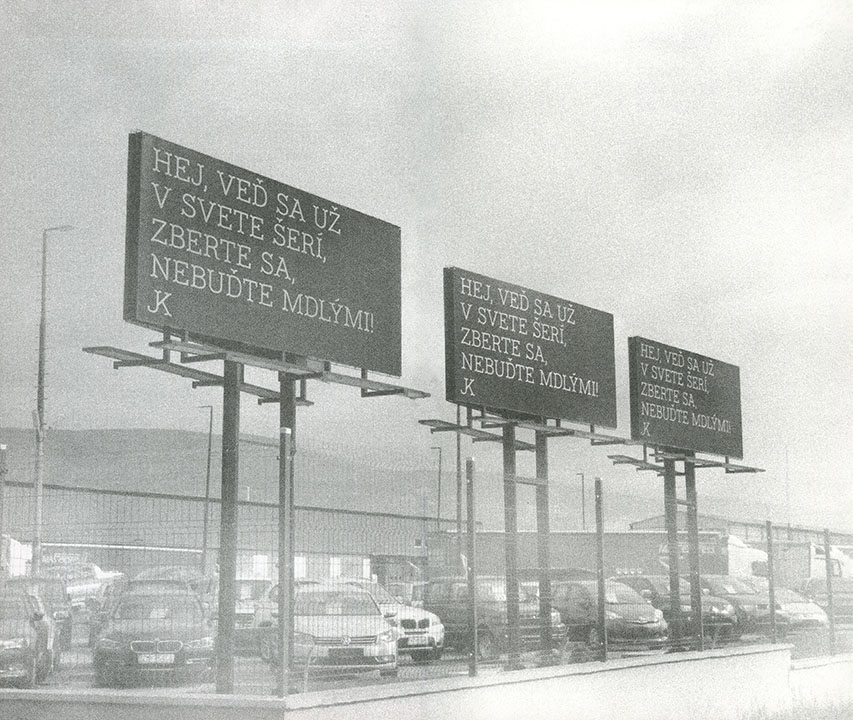 HEJ, VEĎ SA UŽ
V SVETE ŠERÍ,
ZBERTE SA,
NEBUĎTE MDLÝMI!
JK
HEJ, VEĎ SA UŽ
V SVETE ŠERÍ,
ZBERTE SA,
NEBUĎTE MDLÝMI!
JK
HEJ, VEĎ SA UŽ
V SVETE ŠERÍ,
ZBERTE SA,
NEBUĎTE MDLÝMI!
JK